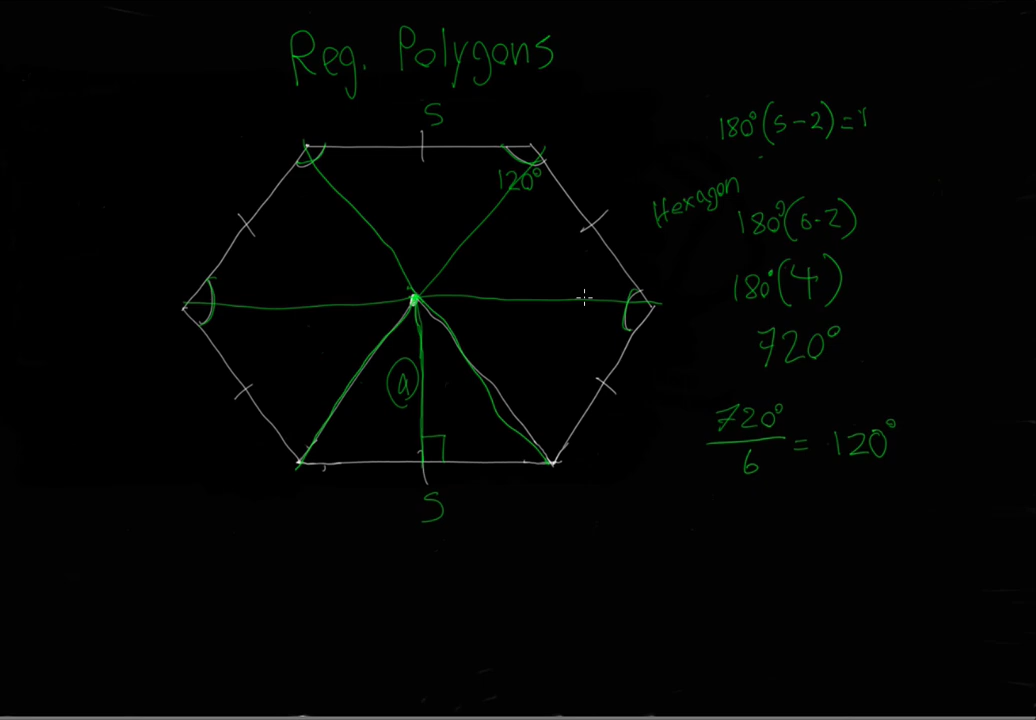 Reg. Polygons
S
120°
a
S
180°(s-2)=
Hexagon
180°(6-2)
180°(4)
720°
720°/6 = 120°